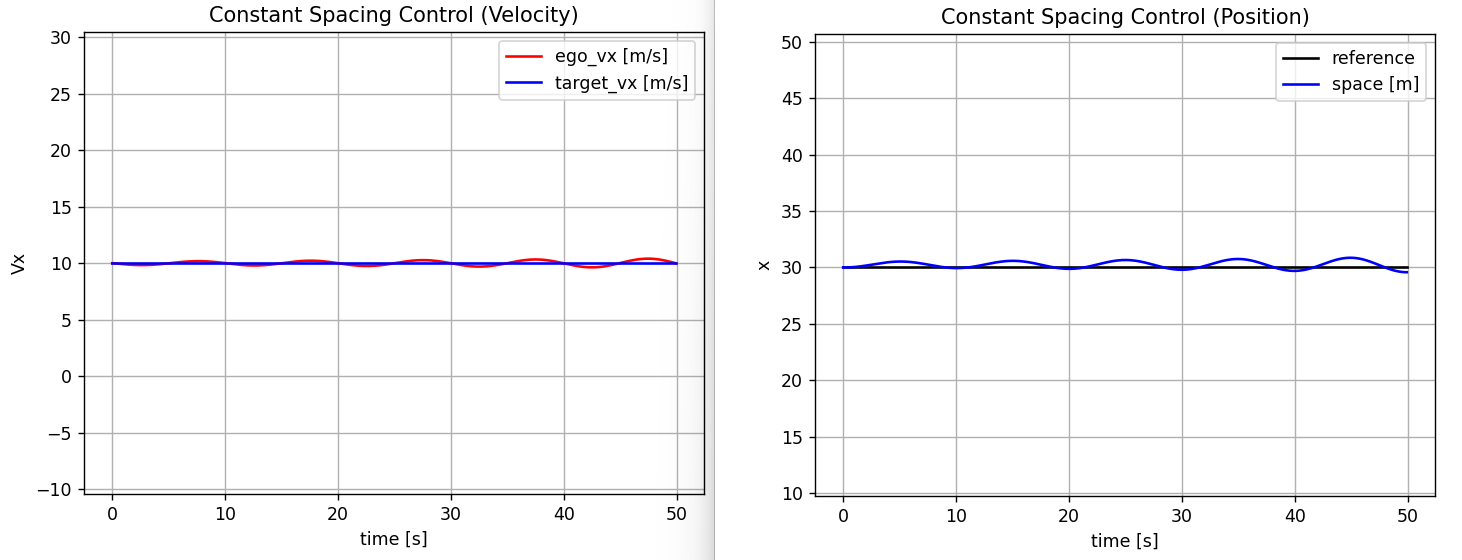 Constant Spacing Control (Velocity)
30
25
20
15
10
5
0
−5
−10
Vx
ego_vx [m/s]
target_vx [m/s]
0 10 20 30 40 50
time [s]
Constant Spacing Control (Position)
50
45
40
35
30
25
20
15
10
x
reference
space [m]
0 10 20 30 40 50
time [s]